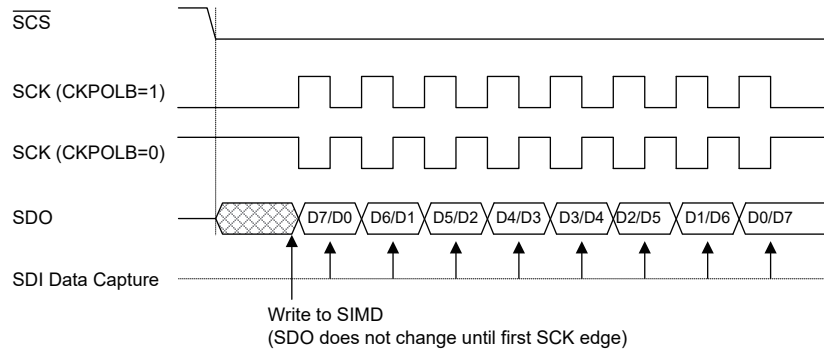 SCS
SCK (CKPOLB=1)
SCK (CKPOLB=0)
SDO
D7/D0 D6/D1 D5/D2 D4/D3 D3/D4 D2/D5 D1/D6 D0/D7
SDI Data Capture
Write to SIMD
(SDO does not change until first SCK edge)